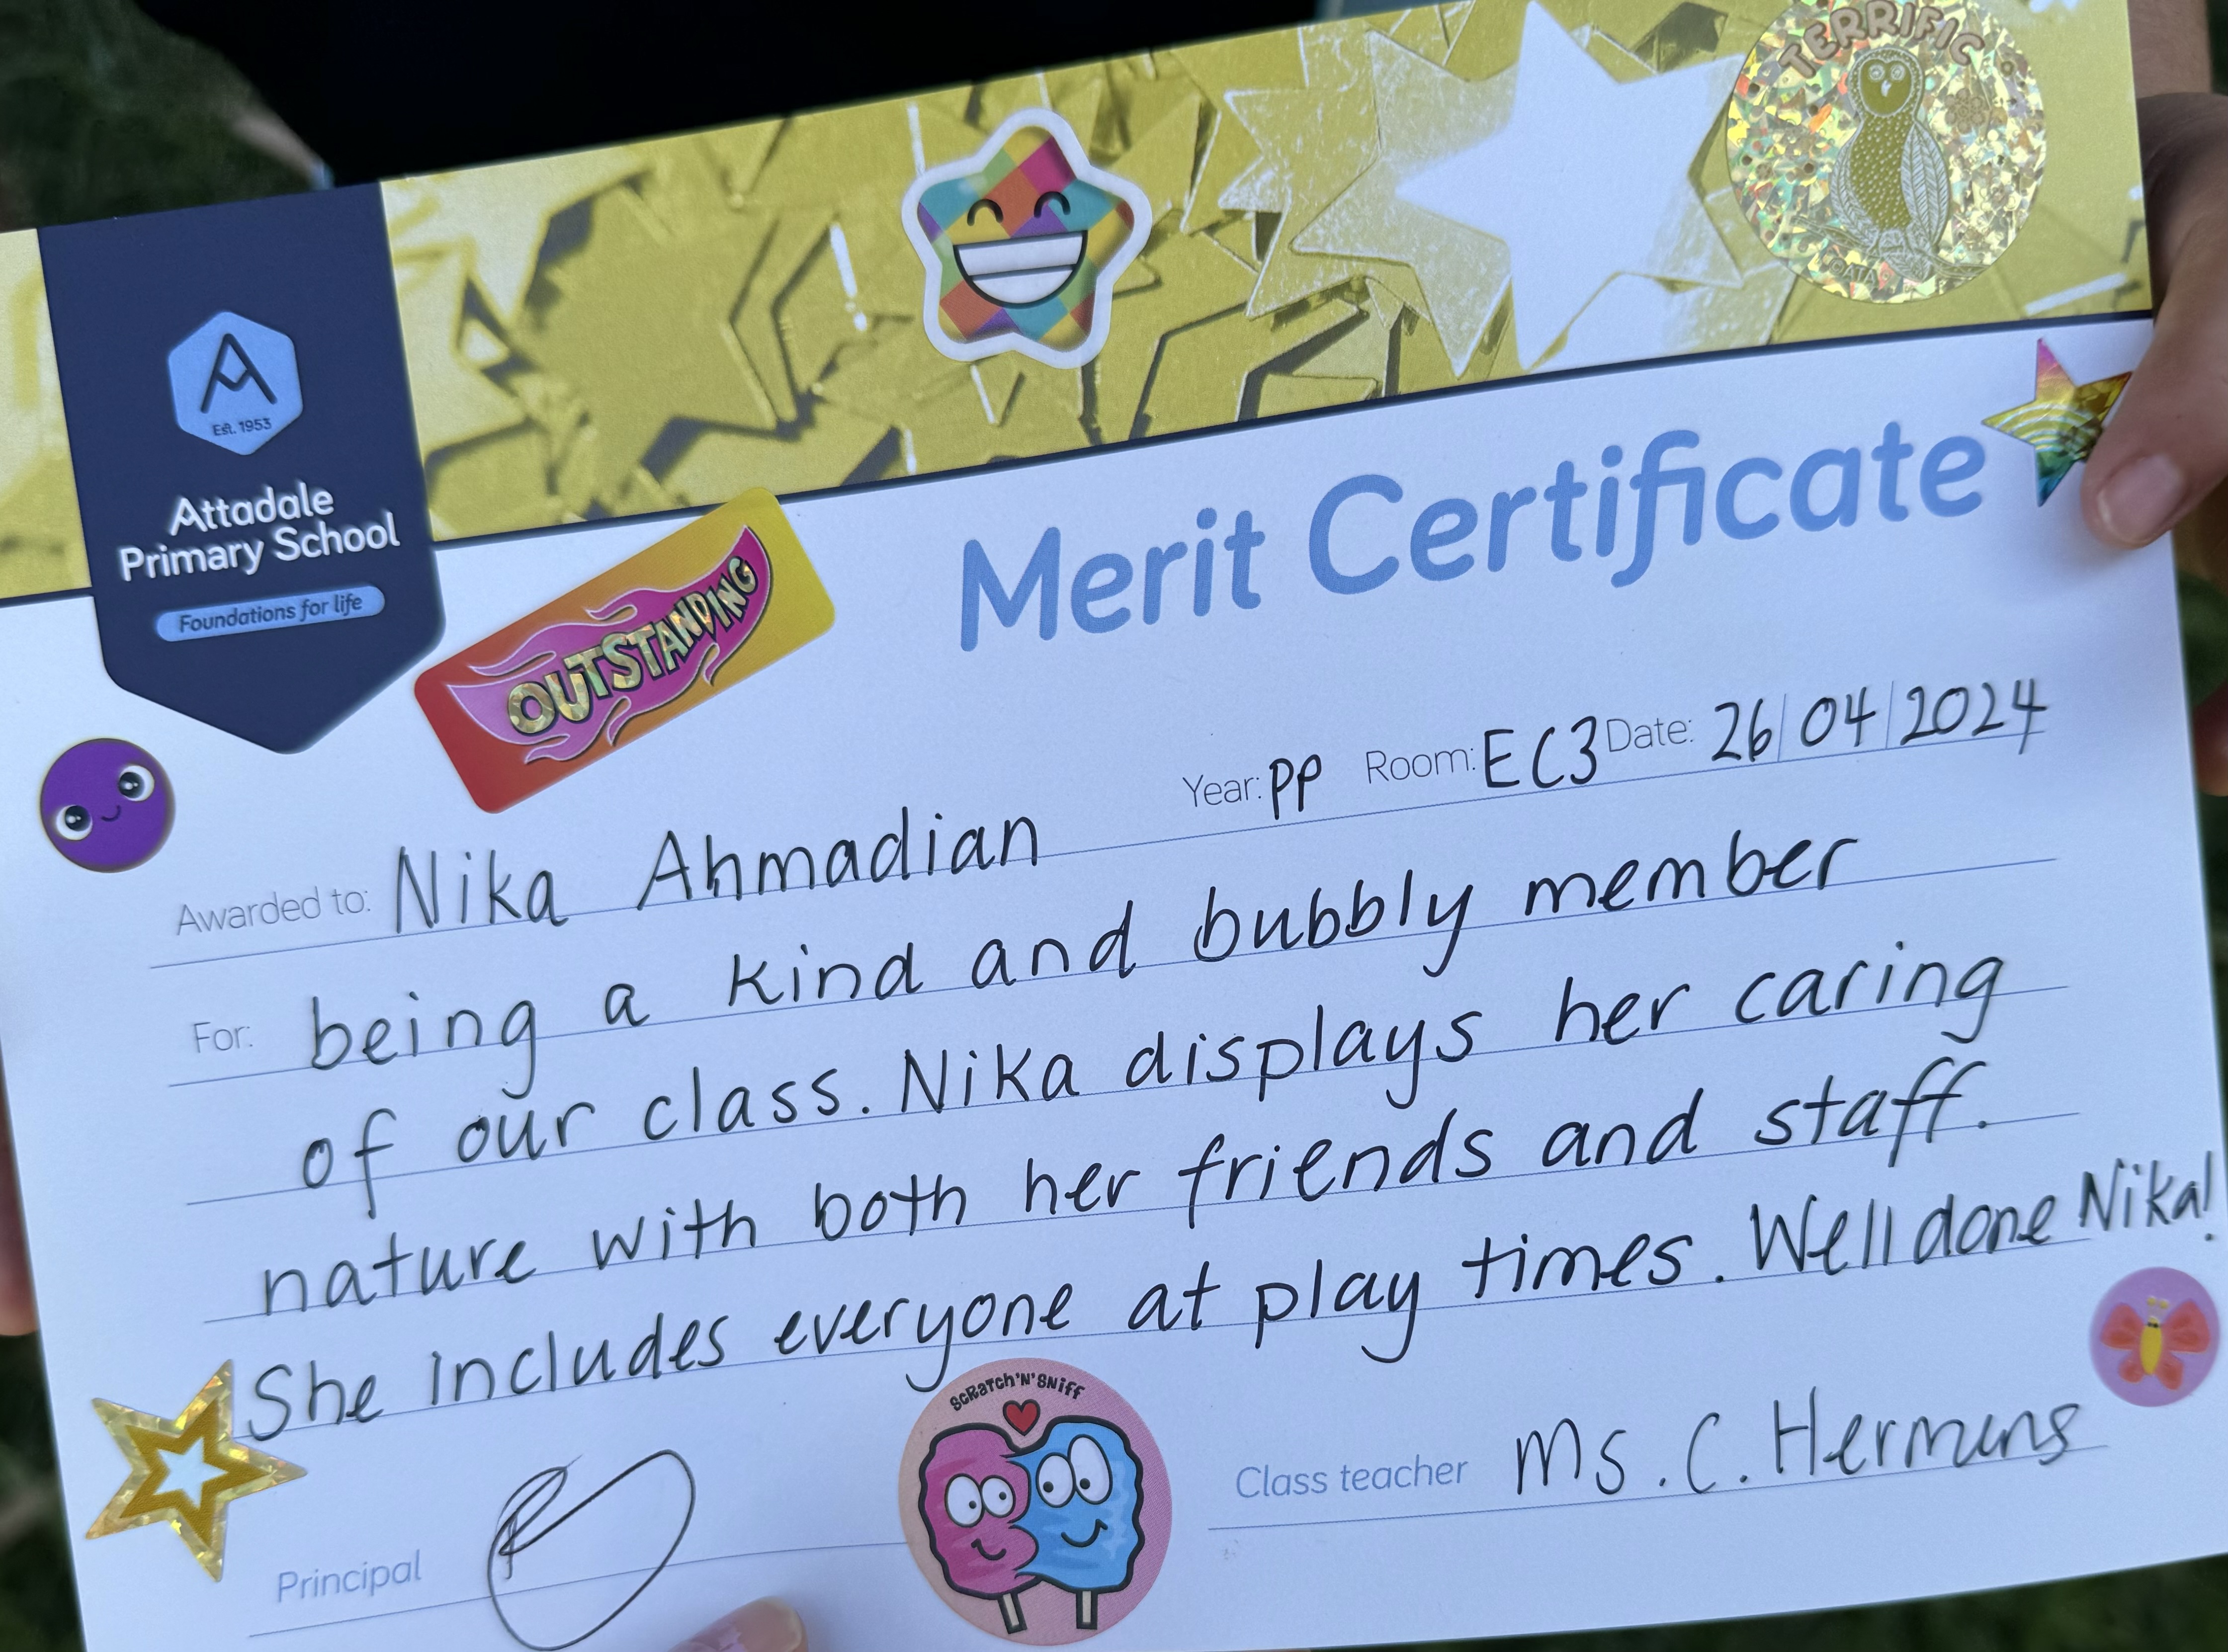 TERRIFIC
Est. 1953
Attadale
Primary School
Foundations for life
OUTSTANDING
Merit Certificate
Year: PP Room: EC3 Date: 26/04/2024
Awarded to: Nika Ahmadian
For: being a kind and bubbly member
of our class. Nika displays her caring
nature with both her friends and staff.
She includes everyone at play times. Well done Nika!
SCRATCH'N'SNIFF
Class teacher Ms. C. Hermuns
Principal